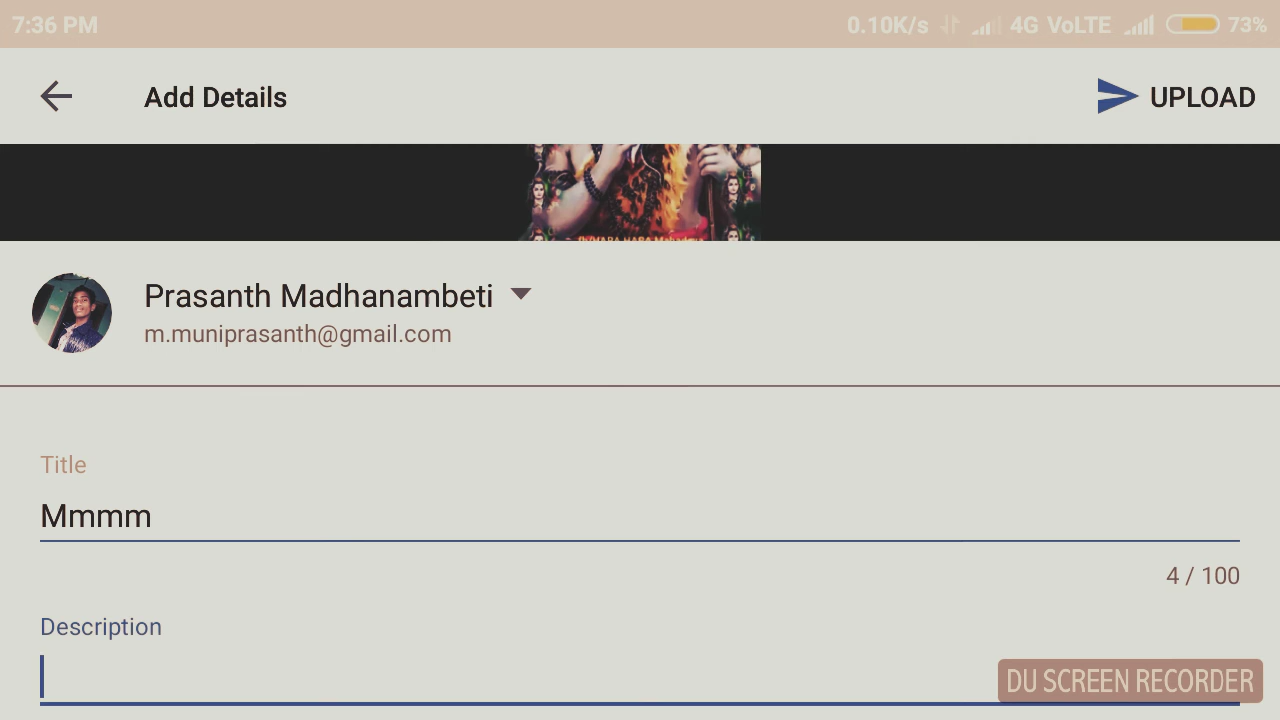 7:36 PM 0.10K/s 4G VoLTE 73%
Add Details UPLOAD
Prasanth Madhanambeti
m.muniprasanth@gmail.com
Title
Mmmm
4 / 100
Description
DU SCREEN RECORDER